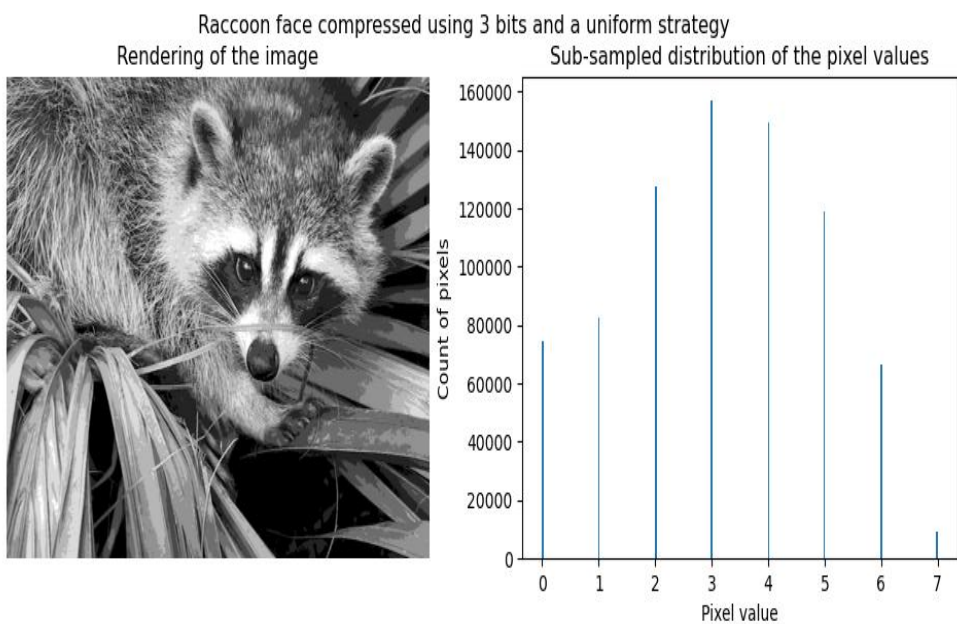 Raccoon face compressed using 3 bits and a uniform strategy
Rendering of the image
Sub-sampled distribution of the pixel values
160000
140000
120000
100000
80000
60000
40000
20000
0
Count of pixels
0 1 2 3 4 5 6 7
Pixel value